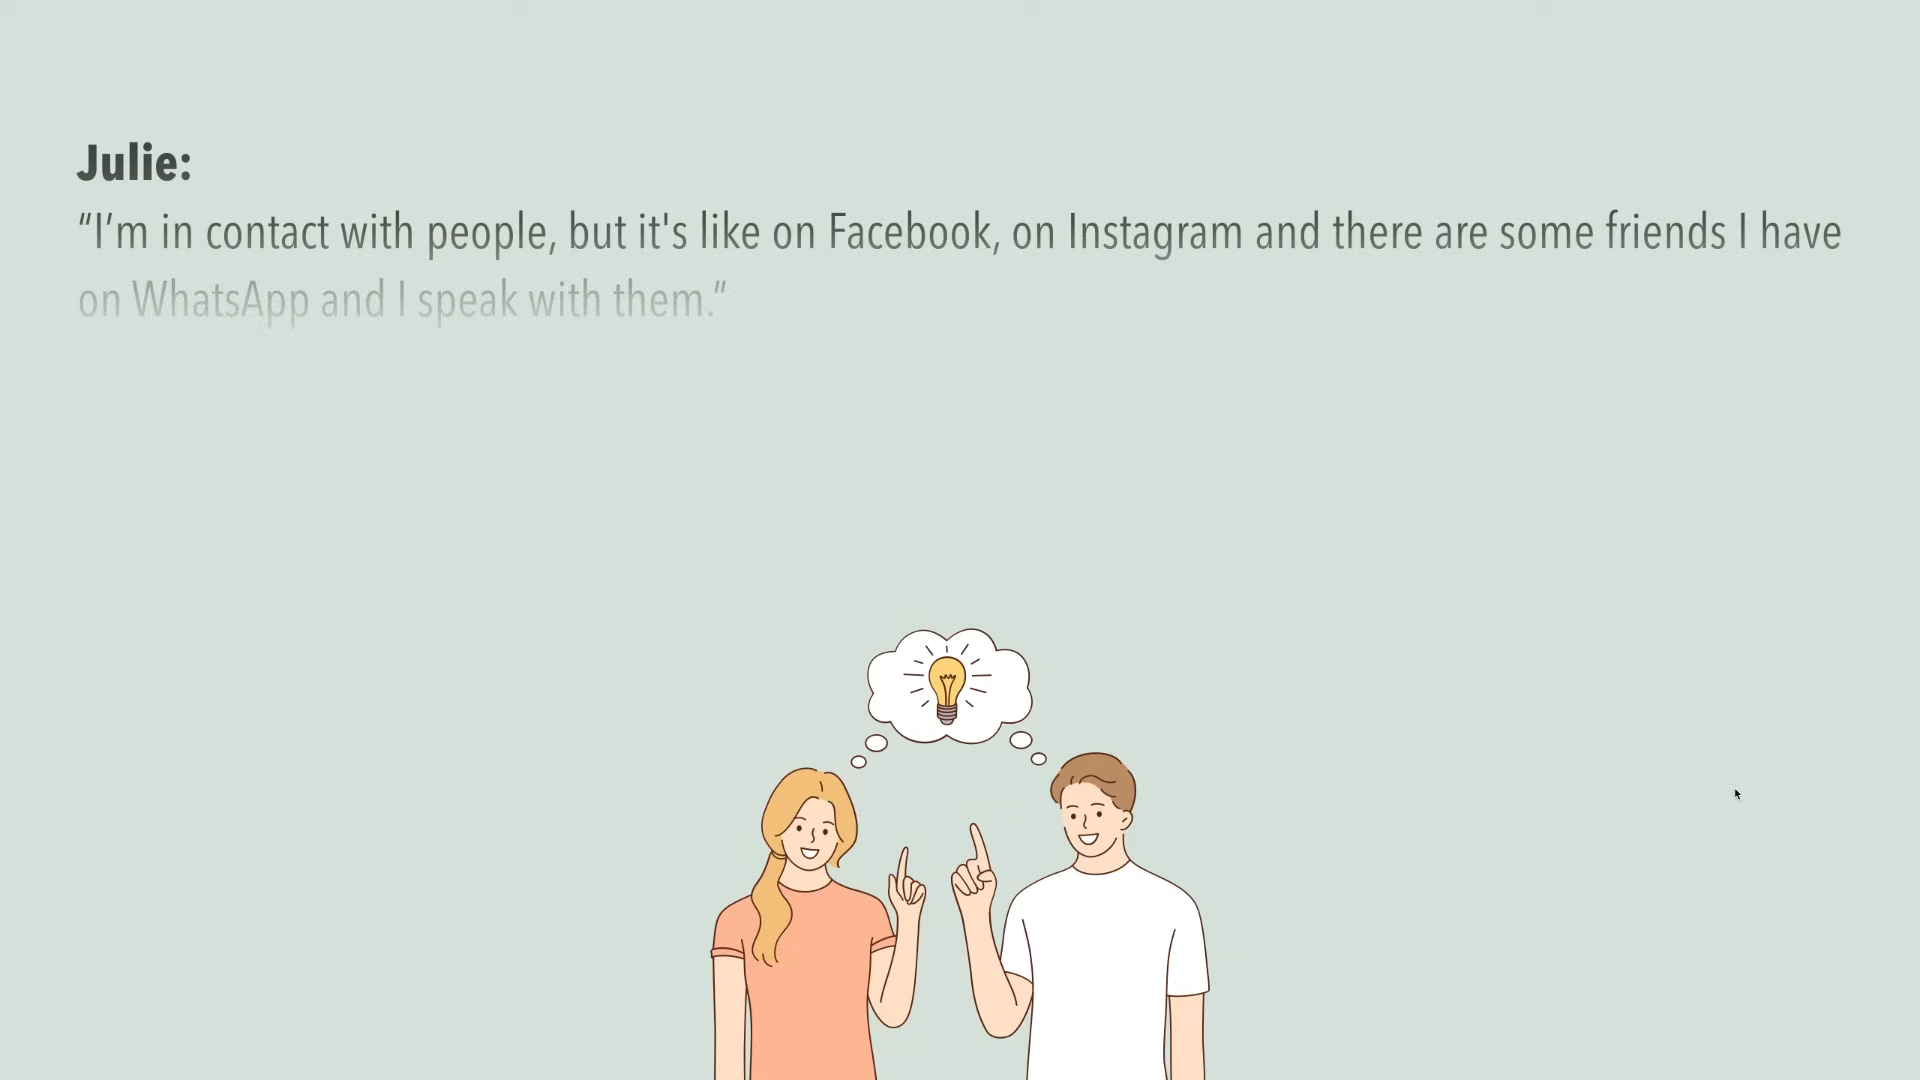 Julie:
“I’m in contact with people, but it's like on Facebook, on Instagram and there are some friends I have
on WhatsApp and I speak with them.”